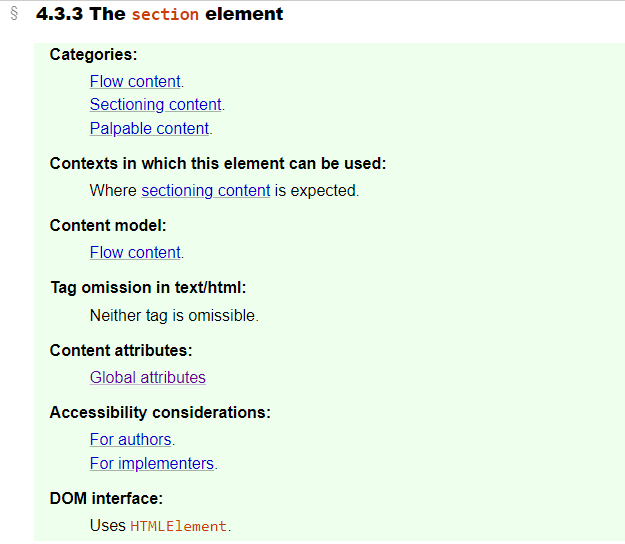 § 4.3.3 The section element
Categories:
Flow content.
Sectioning content.
Palpable content.
Contexts in which this element can be used:
Where sectioning content is expected.
Content model:
Flow content.
Tag omission in text/html:
Neither tag is omissible.
Content attributes:
Global attributes
Accessibility considerations:
For authors.
For implementers.
DOM interface:
Uses HTMLElement.